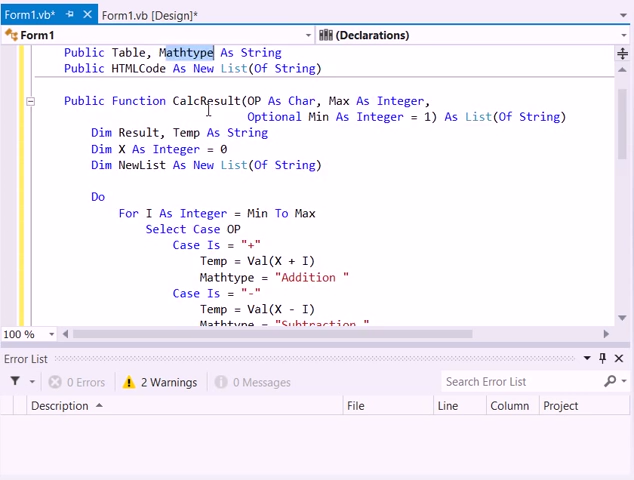 Form1.vb*
Form1.vb [Design]*
Form1
(Declarations)
Public Table, Mathtype As String
Public HTMLCode As New List(Of String)
Public Function CalcResult(OP As Char, Max As Integer,
Optional Min As Integer = 1) As List(Of String)
Dim Result, Temp As String
Dim X As Integer = 0
Dim NewList As New List(Of String)
Do
For I As Integer = Min To Max
Select Case OP
Case Is = "+"
Temp = Val(X + I)
Mathtype = "Addition "
Case Is = "-"
Temp = Val(X - I)
Mathtype = "Subtraction "
100 %
Error List
0 Errors
2 Warnings
0 Messages
Search Error List
Description
File
Line
Column
Project